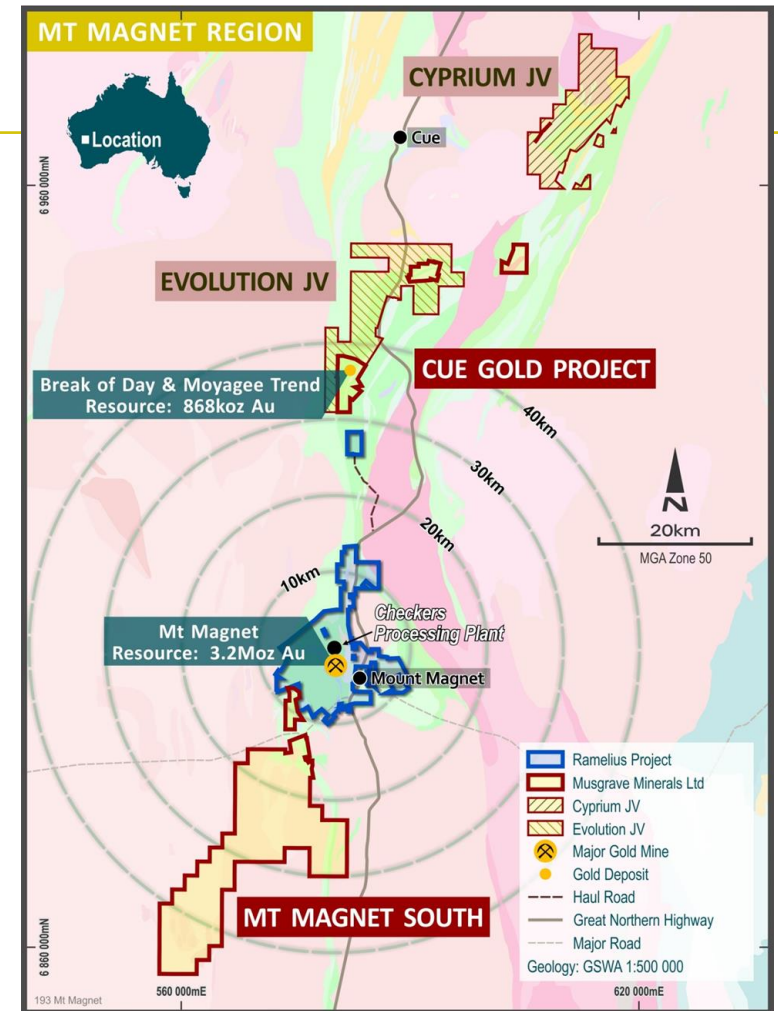 MT MAGNET REGION
CYPRIUM JV
Location
Cue
6 960 000mN
EVOLUTION JV
CUE GOLD PROJECT
Break of Day & Moyagee Trend
Resource: 868koz Au
40km
30km
20km
10km
N
20km
MGA Zone 50
Checkers
Processing Plant
Mt Magnet
Resource: 3.2Moz Au
Mount Magnet
Ramelius Project
Musgrave Minerals Ltd
Cyprium JV
Evolution JV
Major Gold Mine
Gold Deposit
Haul Road
Great Northern Highway
Major Road
Geology: GSWA 1:500 000
MT MAGNET SOUTH
6 860 000mN
193 Mt Magnet
560 000mE
620 000mE